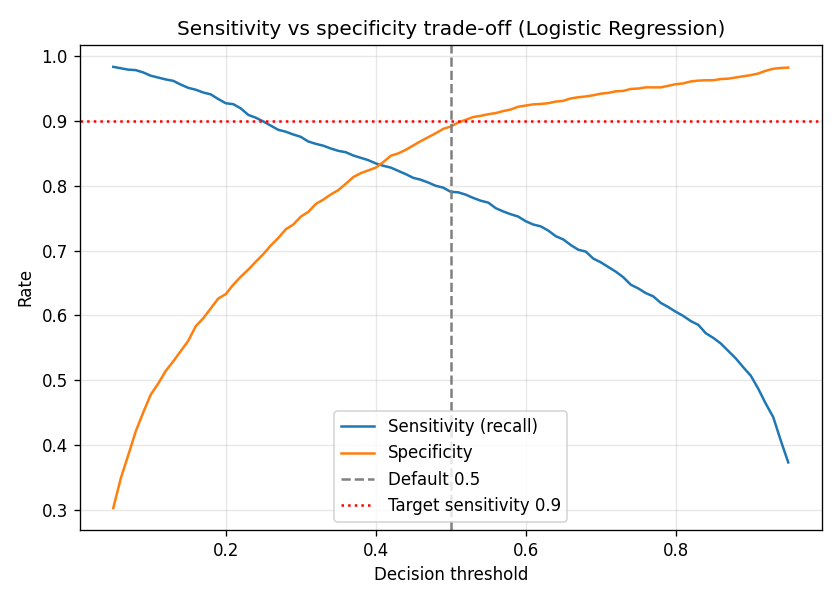 Sensitivity vs specificity trade-off (Logistic Regression)
1.0
0.9
0.8
0.7
0.6
0.5
0.4
0.3
Rate
Sensitivity (recall)
Specificity
Default 0.5
Target sensitivity 0.9
0.2
0.4
0.6
0.8
Decision threshold